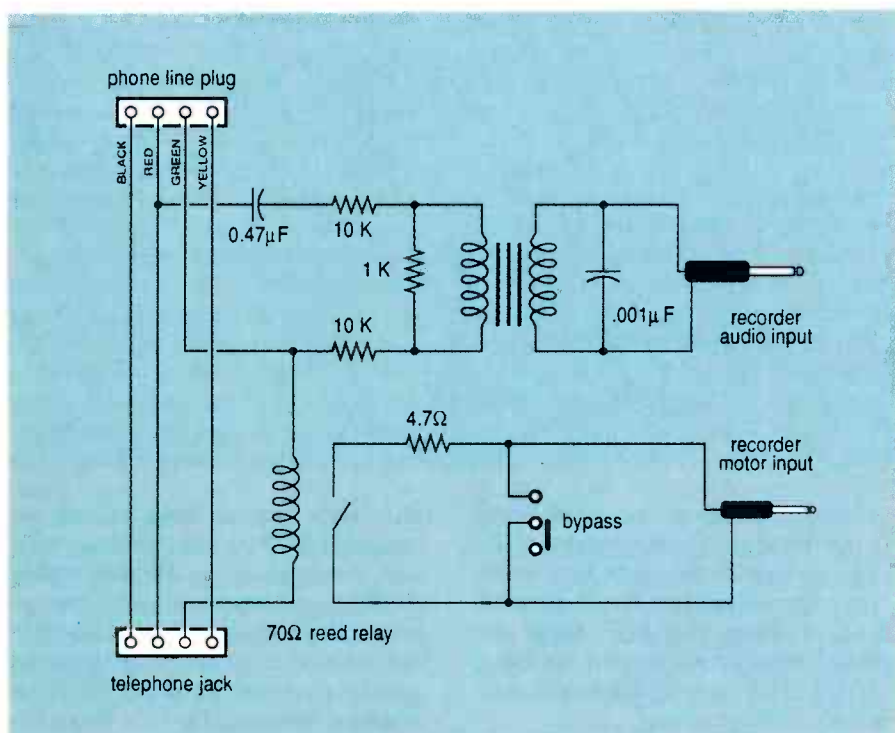 phone line plug
BLACK
RED
GREEN
YELLOW
0.47µF
10 K
1 K
10 K
.001µ F
recorder
audio input
4.7Ω
recorder
motor input
bypass
70Ω reed relay
telephone jack